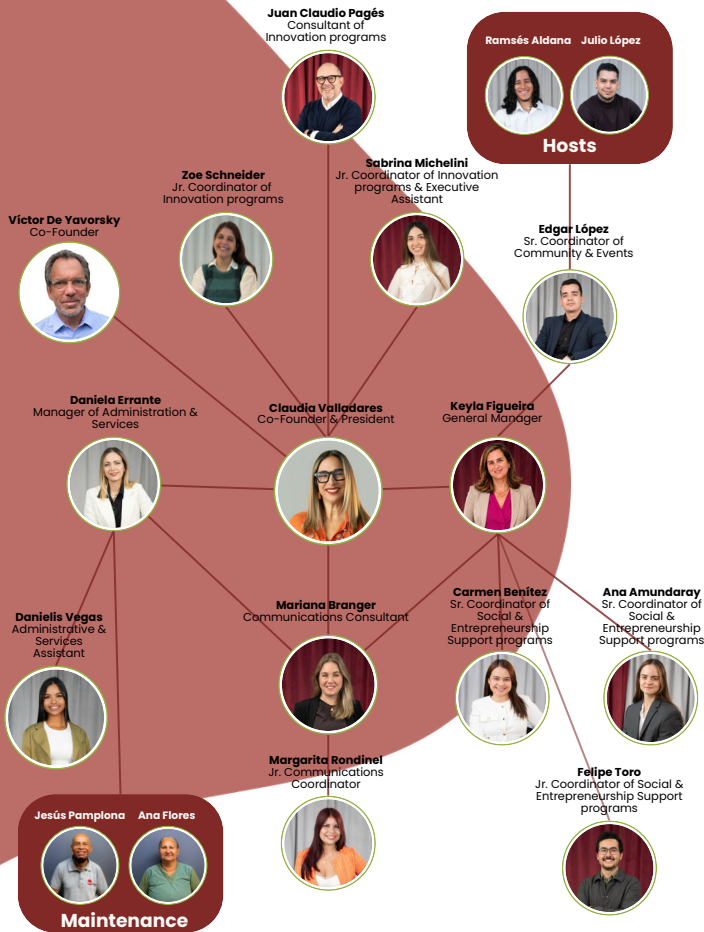 Juan Claudio Pagés
Consultant of
Innovation programs
Ramsés Aldana
Julio López
Hosts
Zoe Schneider
Jr. Coordinator of
Innovation programs
Sabrina Michelini
Jr. Coordinator of Innovation
programs & Executive
Assistant
Víctor De Yavorsky
Co-Founder
Edgar López
Sr. Coordinator of
Community & Events
Daniela Errante
Manager of Administration &
Services
Claudia Valladares
Co-Founder & President
Keyla Figueira
General Manager
Danielis Vegas
Administrative &
Services
Assistant
Mariana Branger
Communications Consultant
Carmen Benítez
Sr. Coordinator of
Social &
Entrepreneurship
Support programs
Ana Amundaray
Sr. Coordinator of
Social &
Entrepreneurship
Support programs
Margarita Rondinel
Jr. Communications
Coordinator
Felipe Toro
Jr. Coordinator of Social &
Entrepreneurship Support
programs
Jesús Pamplona
Ana Flores
Maintenance